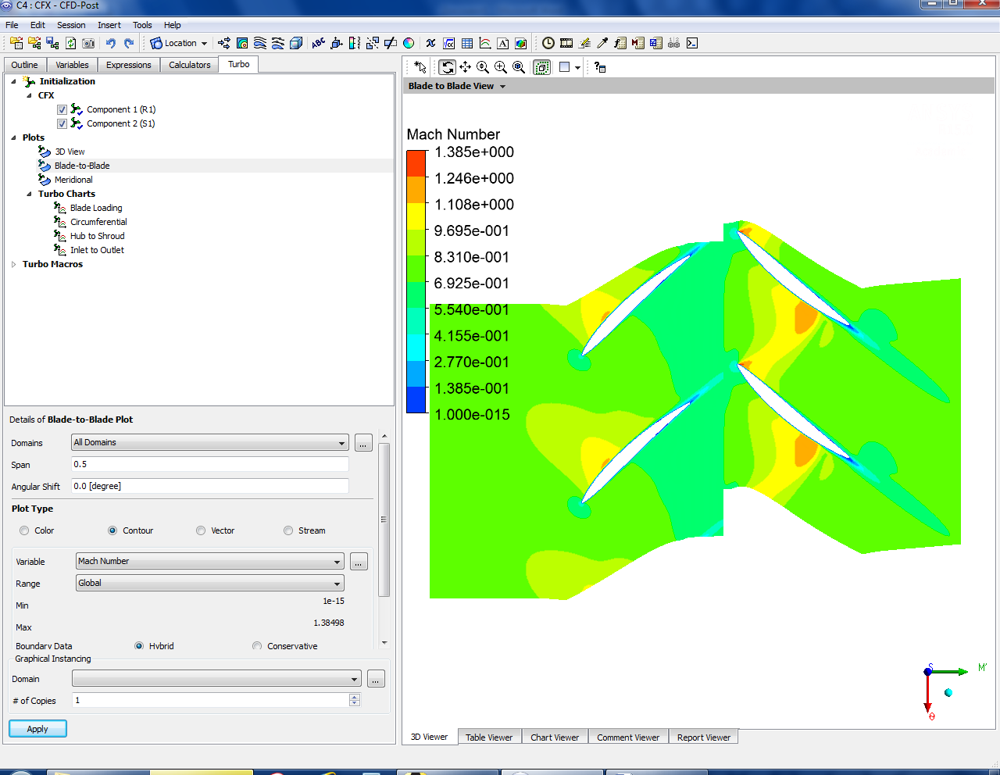 C4 : CFX - CFD-Post
File Edit Session Insert Tools Help
Location
Outline Variables Expressions Calculators Turbo
Initialization
CFX
Component 1 (R1)
Component 2 (S1)
Plots
3D View
Blade-to-Blade
Meridional
Turbo Charts
Blade Loading
Circumferential
Hub to Shroud
Inlet to Outlet
Turbo Macros
Details of Blade-to-Blade Plot
Domains All Domains ...
Span 0.5
Angular Shift 0.0 [degree]
Plot Type
Color Contour Vector Stream
Variable Mach Number ...
Range Global
Min 1e-15
Max 1.38498
Boundary Data Hybrid Conservative
Graphical Instancing
Domain ...
# of Copies 1
Apply
Blade to Blade View
Mach Number
1.385e+000
1.246e+000
1.108e+000
9.695e-001
8.310e-001
6.925e-001
5.540e-001
4.155e-001
2.770e-001
1.385e-001
1.000e-015
S M'
θ
3D Viewer Table Viewer Chart Viewer Comment Viewer Report Viewer